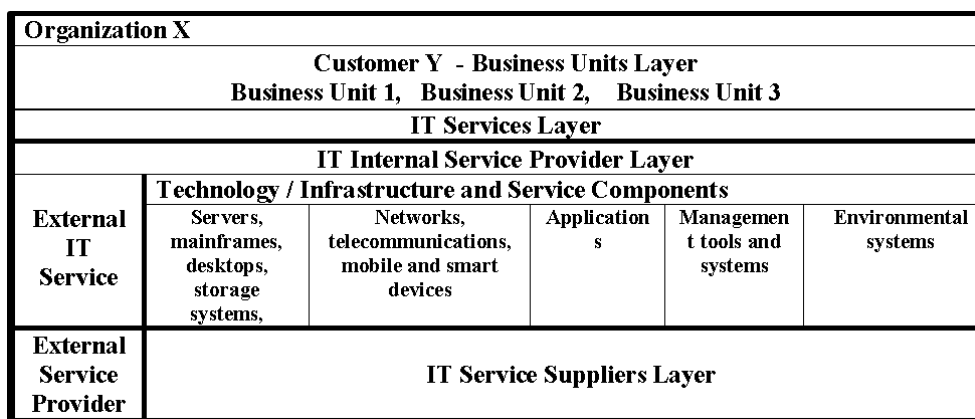 Organization X
Customer Y - Business Units Layer
Business Unit 1, Business Unit 2, Business Unit 3
IT Services Layer
IT Internal Service Provider Layer
External
IT
Service
Technology / Infrastructure and Service Components
Servers,
mainframes,
desktops,
storage
systems,
Networks,
telecommunications,
mobile and smart
devices
Application
s
Managemen
t tools and
systems
Environmental
systems
External
Service
Provider
IT Service Suppliers Layer